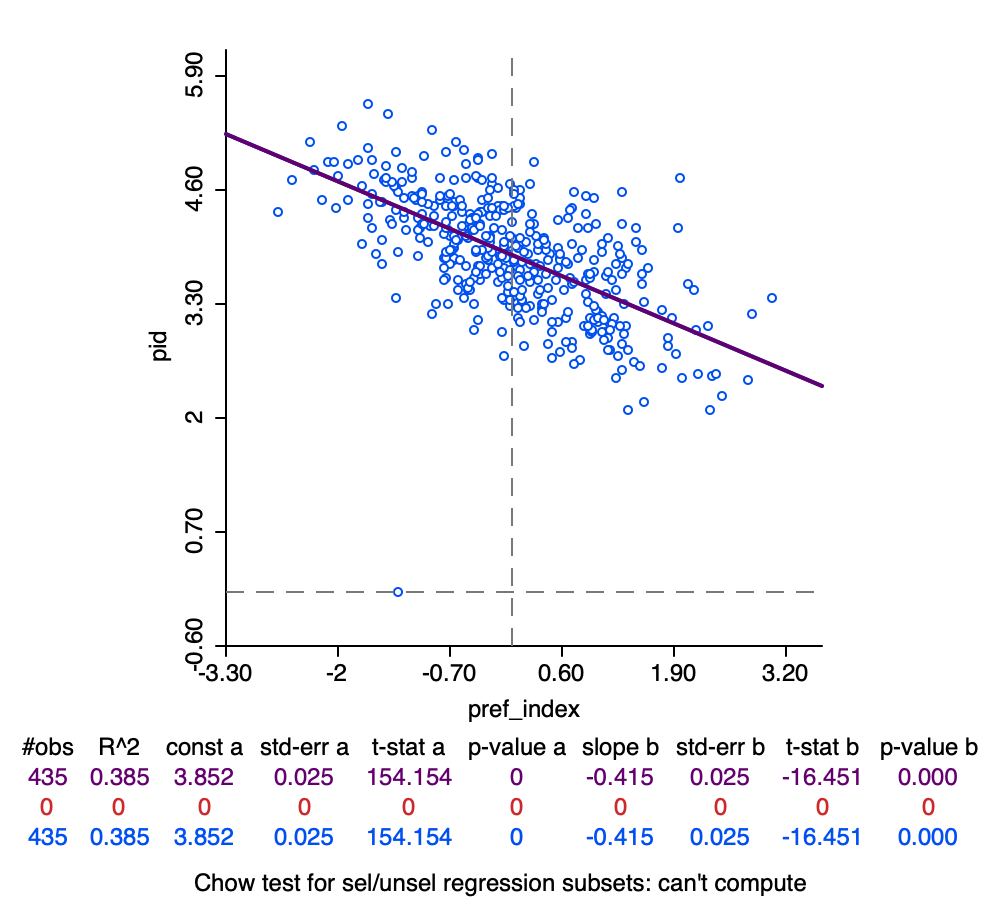 5.90
4.60
3.30
2
0.70
-0.60
pid
-3.30 -2 -0.70 0.60 1.90 3.20
pref_index
#obs R^2 const a std-err a t-stat a p-value a slope b std-err b t-stat b p-value b
435 0.385 3.852 0.025 154.154 0 -0.415 0.025 -16.451 0.000
0 0 0 0 0 0 0 0 0 0
435 0.385 3.852 0.025 154.154 0 -0.415 0.025 -16.451 0.000
Chow test for sel/unsel regression subsets: can't compute